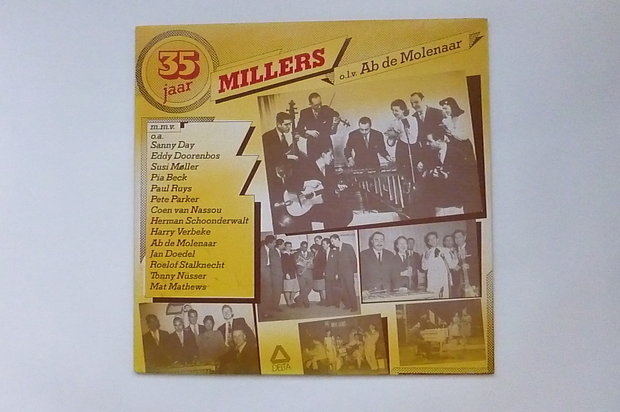 35
jaar
MILLERS
o.l.v. Ab de Molenaar
m.m.v.
o.a.
Sanny Day
Eddy Doorenbos
Susi Møller
Pia Beck
Paul Ruys
Pete Parker
Coen van Nassou
Herman Schoonderwalt
Harry Verbeke
Ab de Molenaar
Jan Doedel
Roelof Stalknecht
Tonny Nüsser
Mat Mathews
DELTA